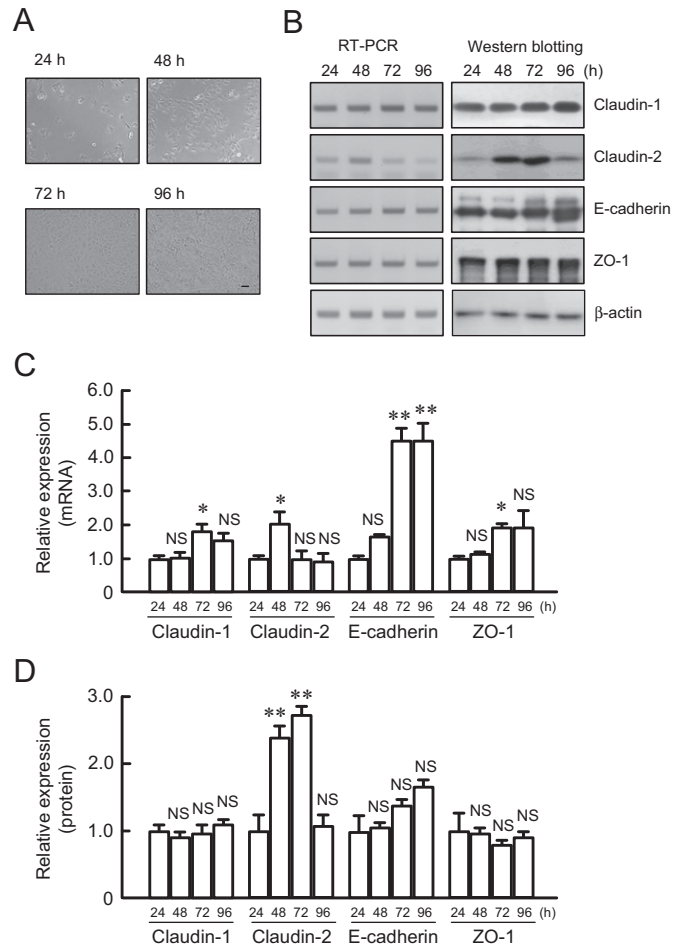 A
24 h 48 h
72 h 96 h
B
RT-PCR Western blotting
24 48 72 96 24 48 72 96 (h)
Claudin-1
Claudin-2
E-cadherin
ZO-1
β-actin
C
Relative expression
(mRNA)
6.0
5.0
4.0
3.0
2.0
1.0
0
NS * NS * NS NS NS ** ** NS * NS
24 48 72 96 24 48 72 96 24 48 72 96 24 48 72 96 (h)
Claudin-1 Claudin-2 E-cadherin ZO-1
D
Relative expression
(protein)
3.0
2.0
1.0
0
NS NS NS ** ** NS NS NS NS NS NS NS
24 48 72 96 24 48 72 96 24 48 72 96 24 48 72 96 (h)
Claudin-1 Claudin-2 E-cadherin ZO-1